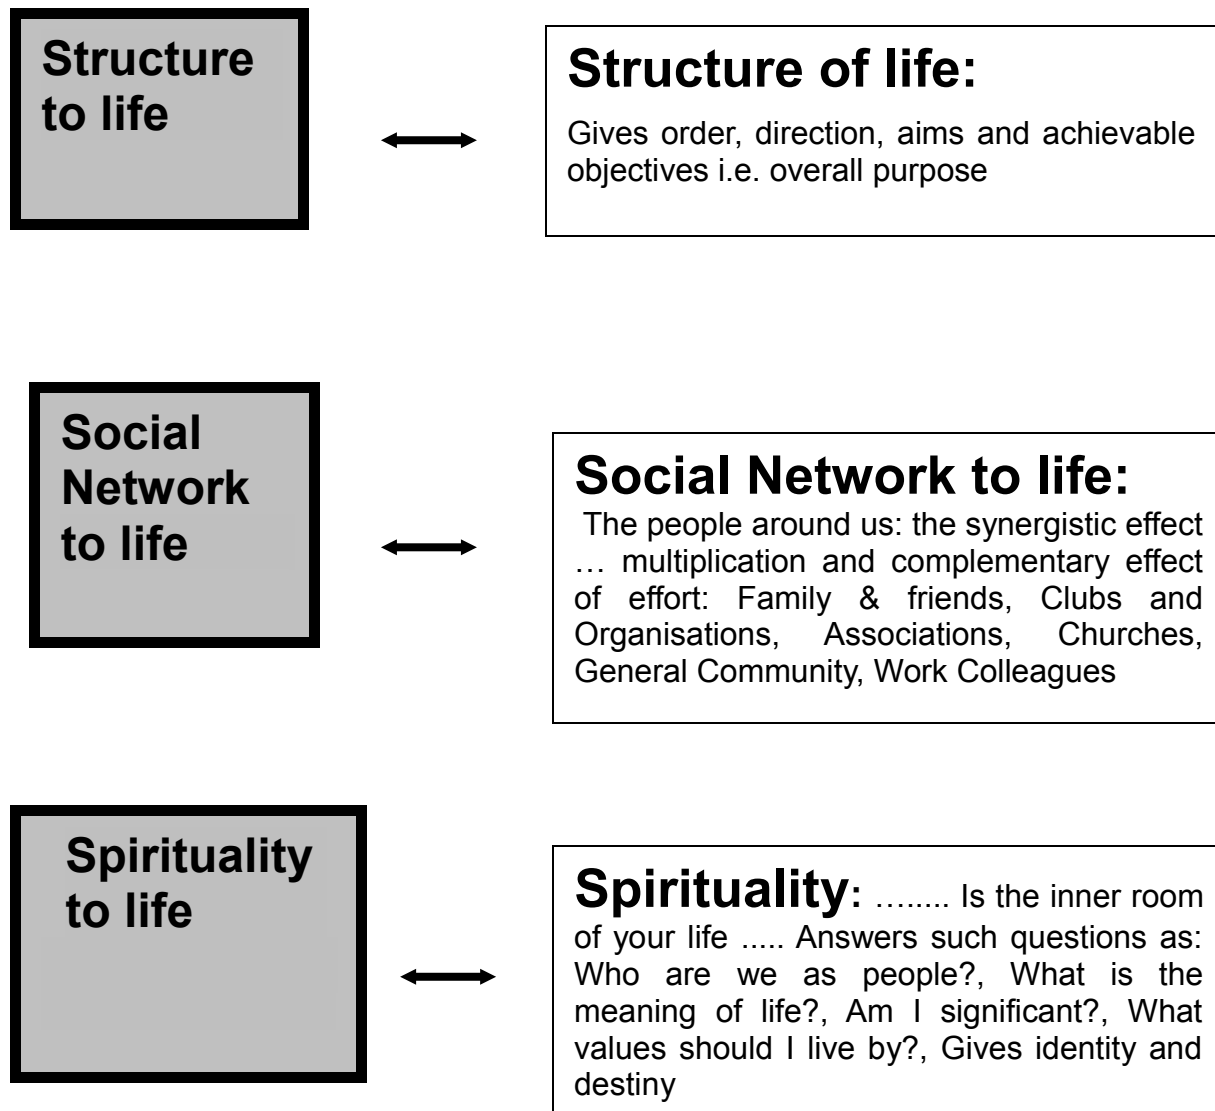 Structure
to life
Structure of life:
Gives order, direction, aims and achievable
objectives i.e. overall purpose
Social
Network
to life
Social Network to life:
The people around us: the synergistic effect
… multiplication and complementary effect
of effort: Family & friends, Clubs and
Organisations, Associations, Churches,
General Community, Work Colleagues
Spirituality
to life
Spirituality: …..... Is the inner room
of your life ..... Answers such questions as:
Who are we as people?, What is the
meaning of life?, Am I significant?, What
values should I live by?, Gives identity and
destiny